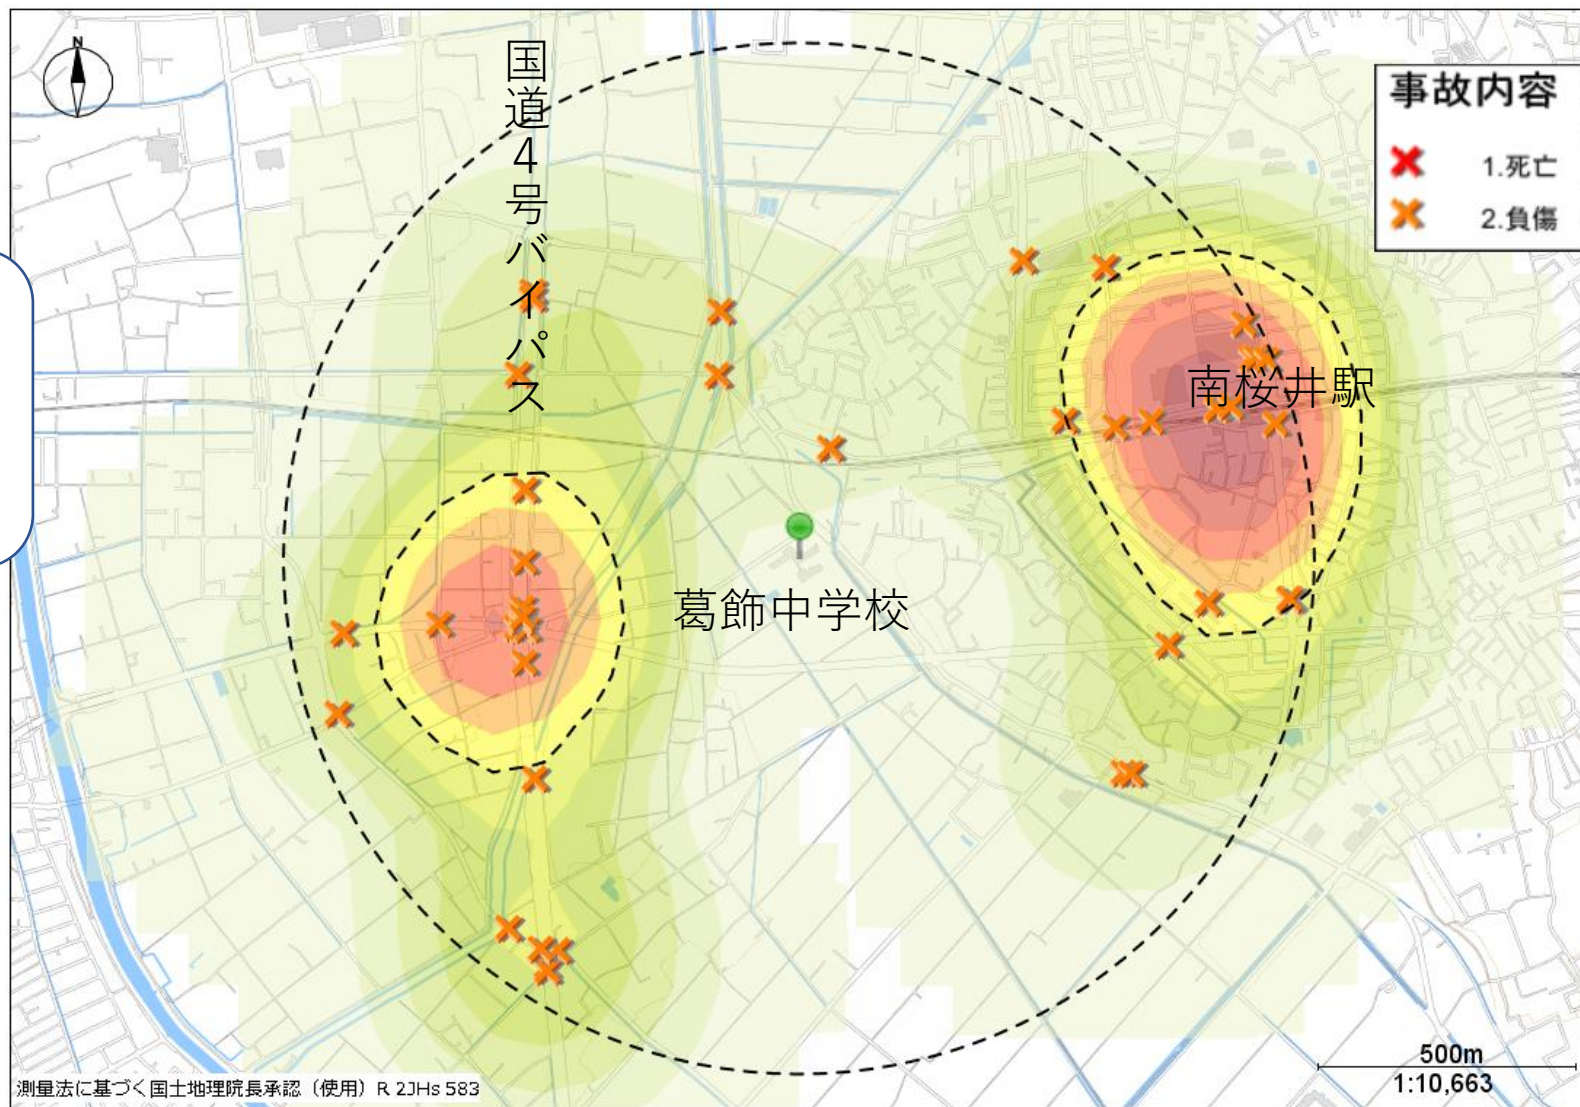 N
国道4号バイパス
事故内容
1.死亡
2.負傷
南桜井駅
葛飾中学校
500m
1:10,663
測量法に基づく国土地理院長承認（使用）R 2JHs 583